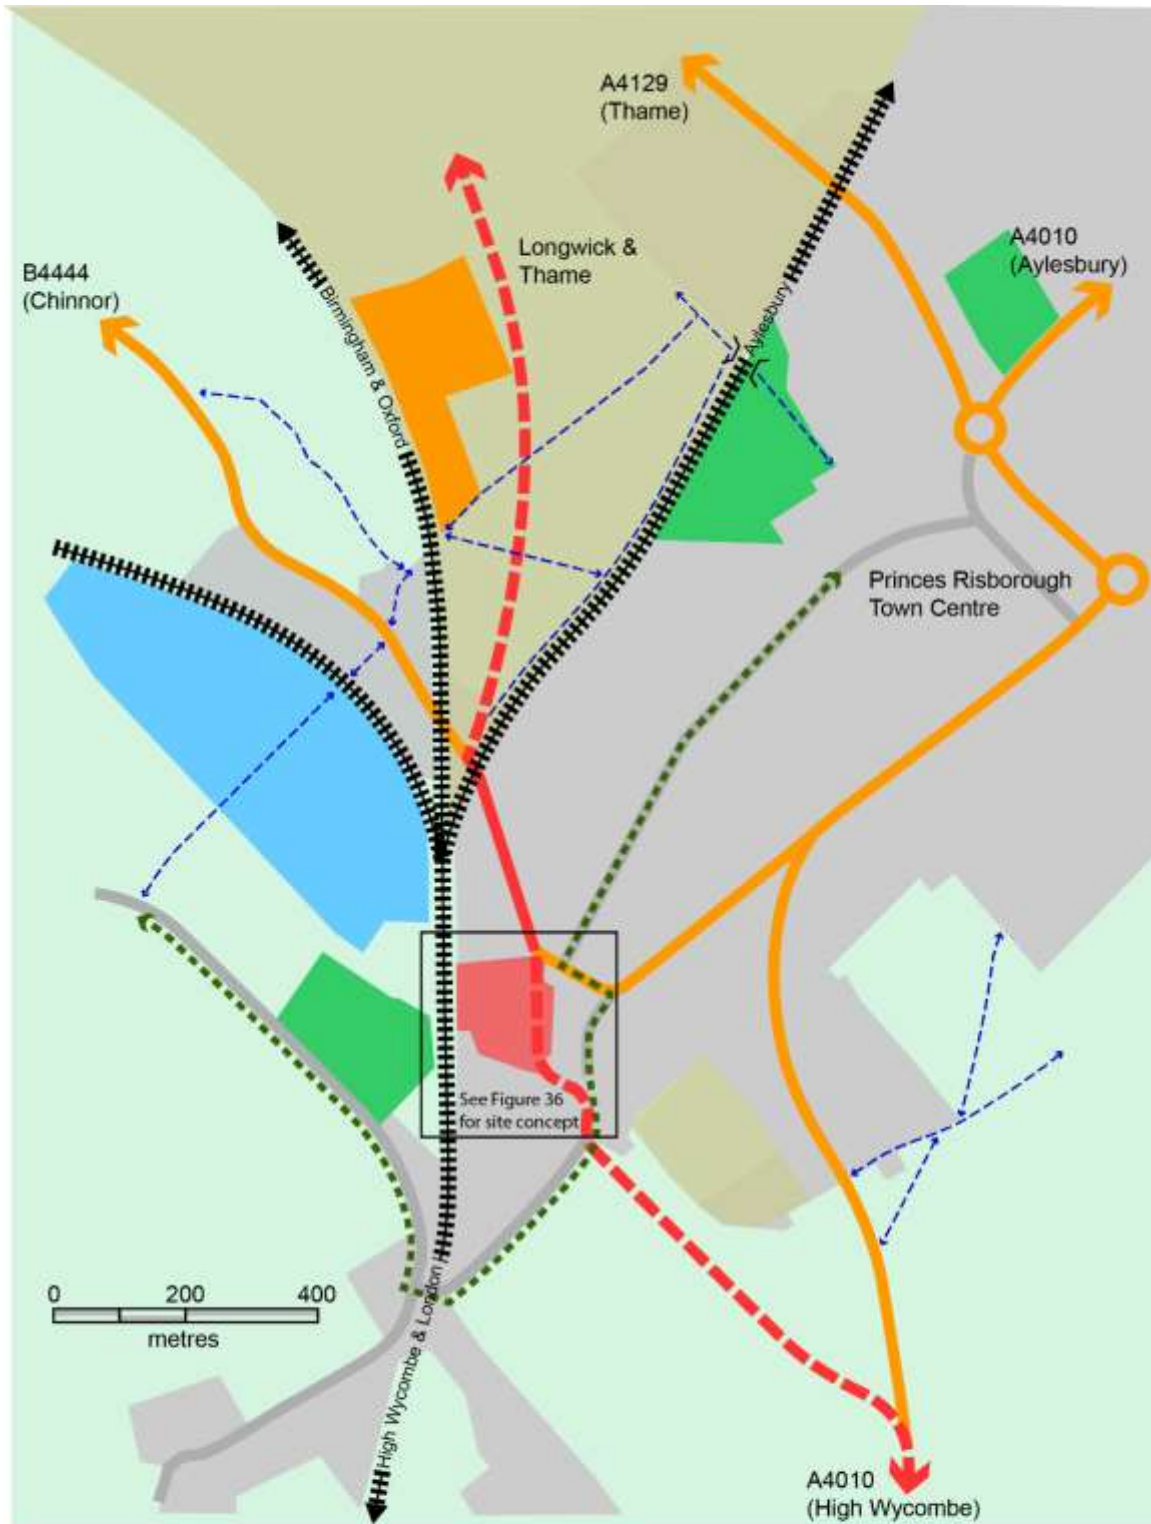 A4129
(Thame)
A4010
(Aylesbury)
Longwick &
Thame
B4444
(Chinnor)
Birmingham & Oxford
Aylesbury
Princes Risborough
Town Centre
See Figure 36
for site concept
0 200 400
metres
High Wycombe & London
A4010
(High Wycombe)